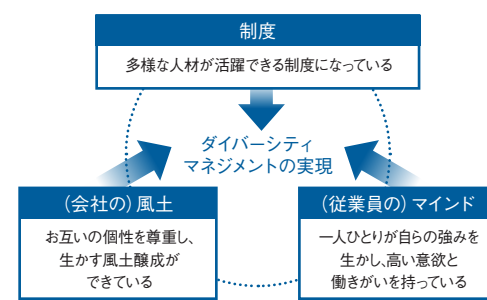 制度
多様な人材が活躍できる制度になっている
ダイバーシティ
マネジメントの実現
(会社の)風土
お互いの個性を尊重し、
生かす風土醸成が
できている
(従業員の)マインド
一人ひとりが自らの強みを
生かし、高い意欲と
働きがいを持っている